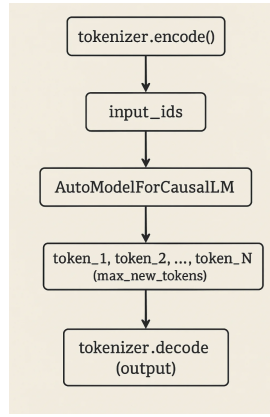 tokenizer.encode()
input_ids
AutoModelForCausalLM
token_1, token_2, ..., token_N
(max_new_tokens)
tokenizer.decode
(output)